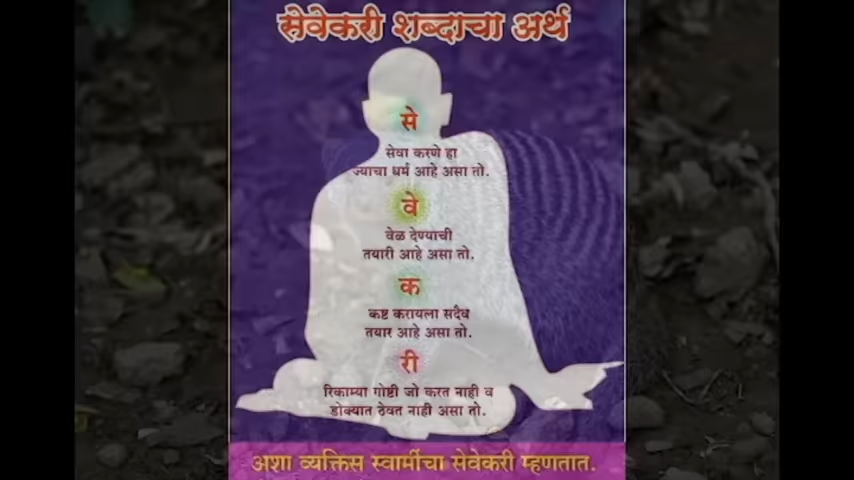 सेवेकरी शब्दाचा अर्थ
से
सेवा करणे हा
ज्याचा धर्म आहे असा तो.
वे
वेळ देण्याची
तयारी आहे असा तो.
क
कष्ट करायला सदैव
तयार आहे असा तो.
री
रिकाम्या गोष्टी जो करत नाही व
डोक्यात ठेवत नाही असा तो.
अशा व्यक्तिस स्वामींचा सेवेकरी म्हणतात.